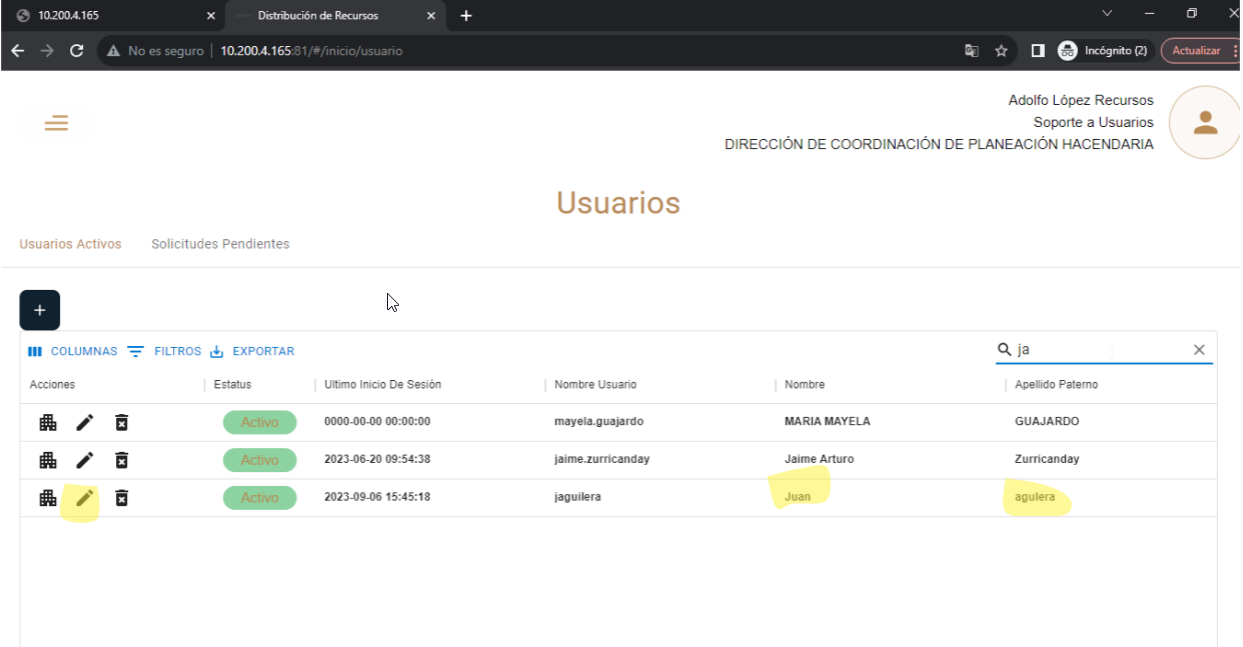 10.200.4.165
Distribución de Recursos
No es seguro
10.200.4.165:81/#/inicio/usuario
Incógnito (2)
Actualizar
Adolfo López Recursos
Soporte a Usuarios
DIRECCIÓN DE COORDINACIÓN DE PLANEACIÓN HACENDARIA
Usuarios
Usuarios Activos
Solicitudes Pendientes
+
COLUMNAS FILTROS EXPORTAR
ja
Acciones Estatus Ultimo Inicio De Sesión Nombre Usuario Nombre Apellido Paterno
Activo 0000-00-00 00:00:00 mayela.guajardo MARIA MAYELA GUAJARDO
Activo 2023-06-20 09:54:38 jaime.zurricanday Jaime Arturo Zurricanday
Activo 2023-09-06 15:45:18 jaguilera Juan agulera